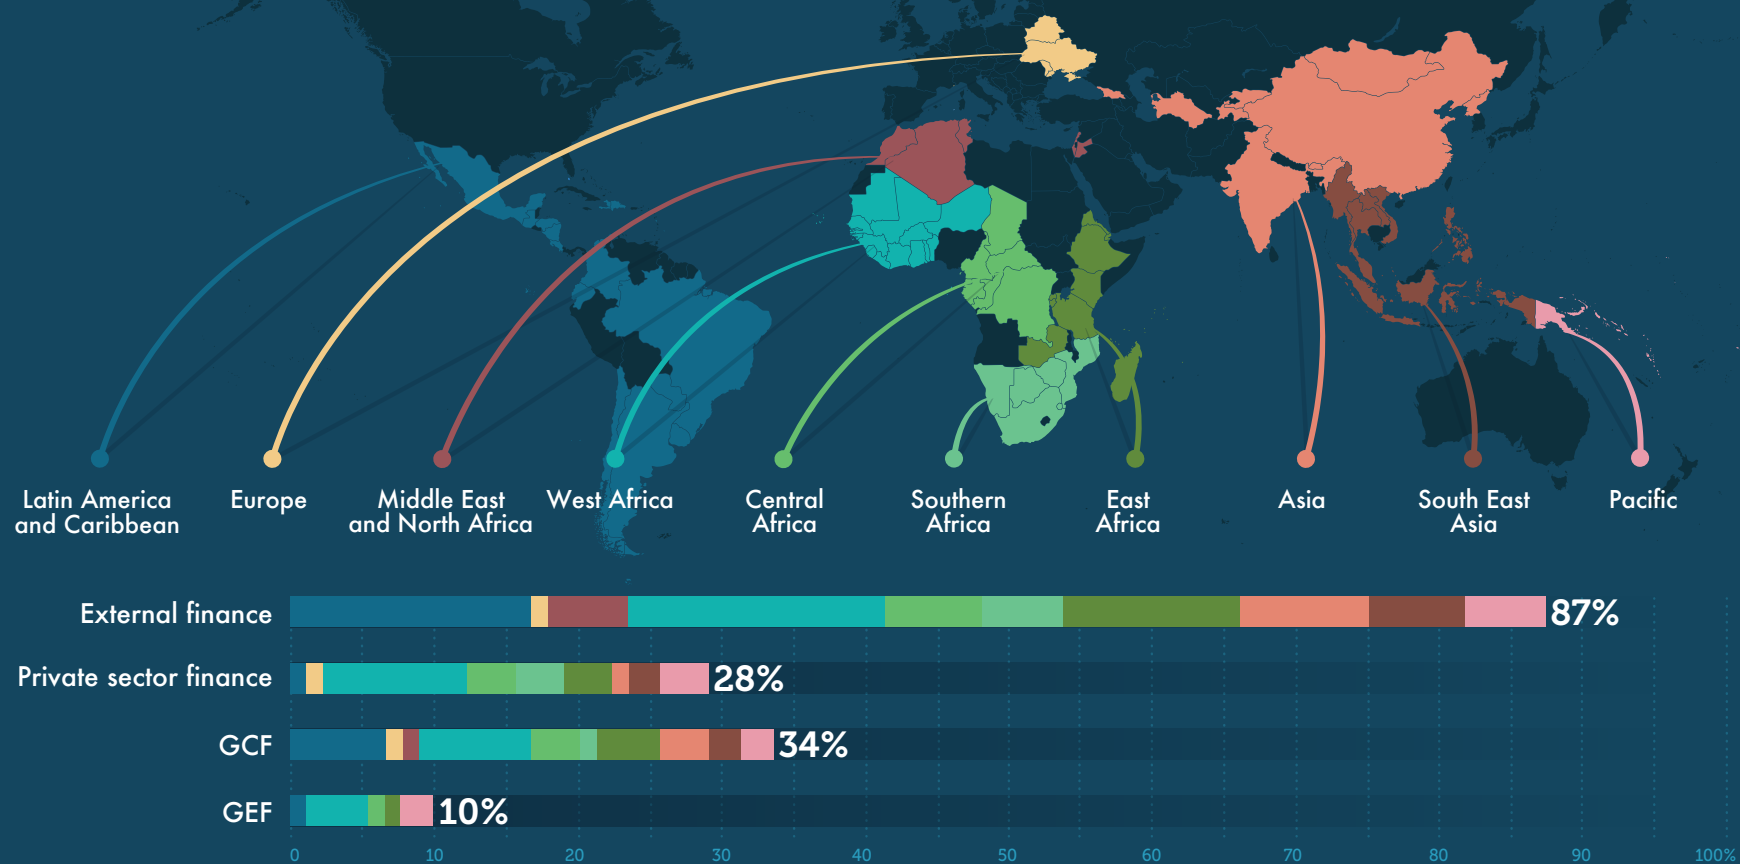 Latin America
and Caribbean
Europe
Middle East
and North Africa
West Africa
Central
Africa
Southern
Africa
East
Africa
Asia
South East
Asia
Pacific
External finance 87%
Private sector finance 28%
GCF 34%
GEF 10%
0 10 20 30 40 50 60 70 80 90 100%